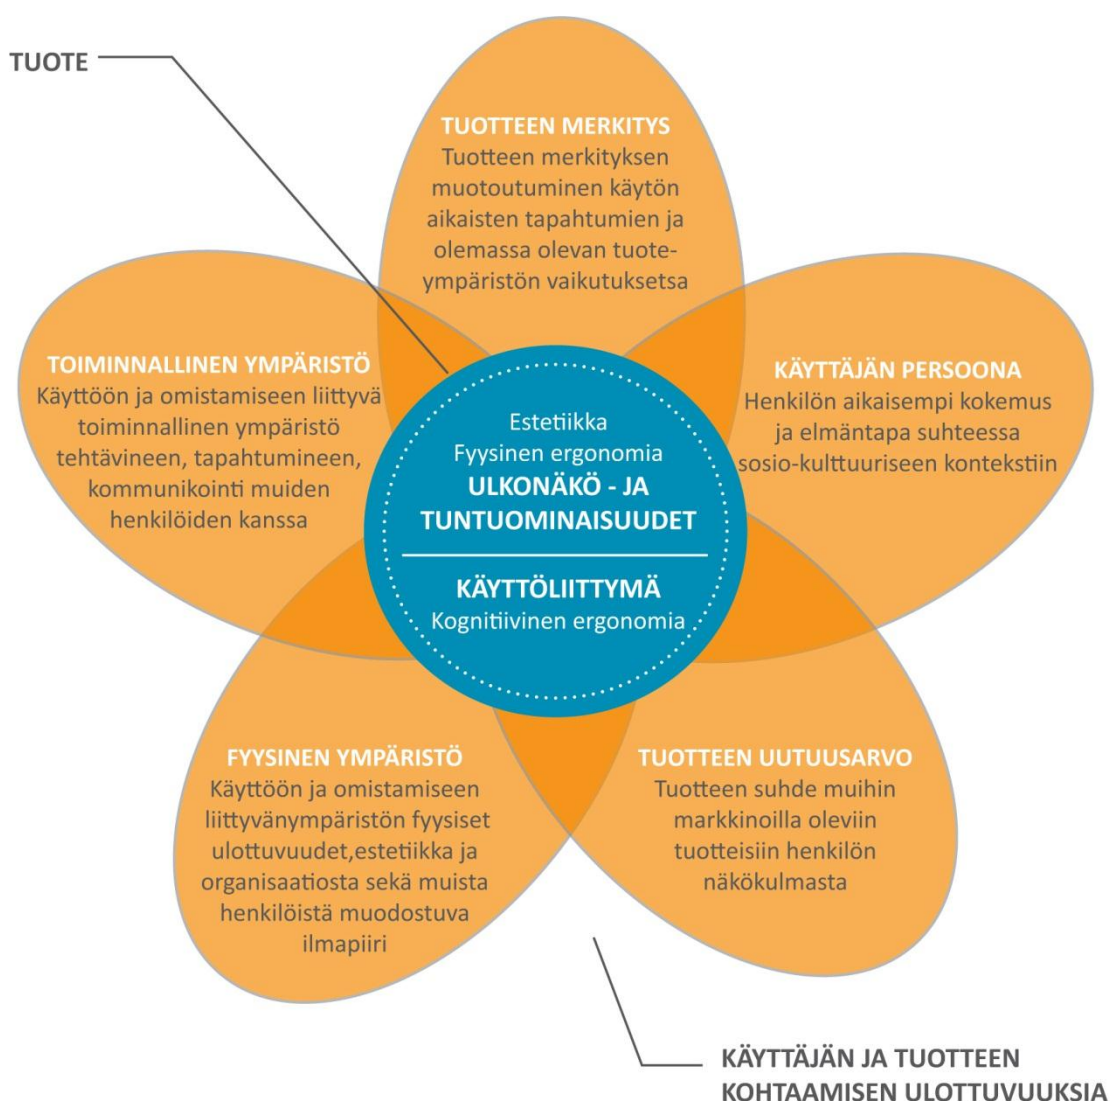 TUOTE
TUOTTEEN MERKITYS
Tuotteen merkityksen
muotoutuminen käytön
aikaisten tapahtumien ja
olemassa olevan tuote-
ympäristön vaikutuksetsa
TOIMINNALLINEN YMPÄRISTÖ
Käyttöön ja omistamiseen liittyvä
toiminnallinen ympäristö
tehtävineen, tapahtumineen,
kommunikointi muiden
henkilöiden kanssa
KÄYTTÄJÄN PERSOONA
Henkilön aikaisempi kokemus
ja elmäntapa suhteessa
sosio-kulttuuriseen kontekstiin
Estetiikka
Fyysinen ergonomia
ULKONÄKÖ - JA
TUNTUOMINAISUUDET
KÄYTTÖLIITTYMÄ
Kognitiivinen ergonomia
FYYSINEN YMPÄRISTÖ
Käyttöön ja omistamiseen
liittyvänympäristön fyysiset
ulottuvuudet,estetiikka ja
organisaatiosta sekä muista
henkilöistä muodostuva
ilmapiiri
TUOTTEEN UUTUUSARVO
Tuotteen suhde muihin
markkinoilla oleviin
tuotteisiin henkilön
näkökulmasta
KÄYTTÄJÄN JA TUOTTEEN
KOHTAAMISEN ULOTTUVUUKSIA